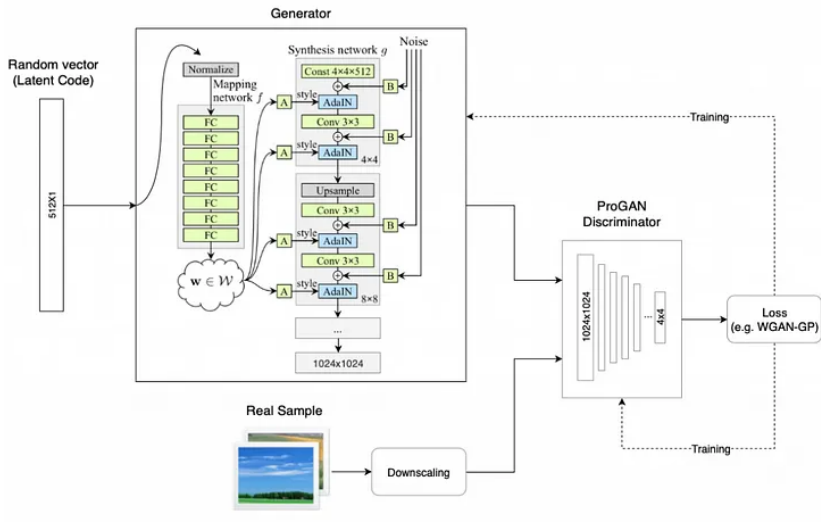 Generator
Random vector
(Latent Code)
512X1
Normalize
Mapping
network f
FC
FC
FC
FC
FC
FC
FC
FC
w ∈ W
Synthesis network g
Noise
Const 4×4×512
B
A
style
AdaIN
Conv 3×3
B
A
style
AdaIN
4×4
Upsample
Conv 3×3
B
A
style
AdaIN
Conv 3×3
B
A
style
AdaIN
8×8
...
1024x1024
Training
ProGAN
Discriminator
1024x1024
...
4x4
Loss
(e.g. WGAN-GP)
Training
Real Sample
Downscaling